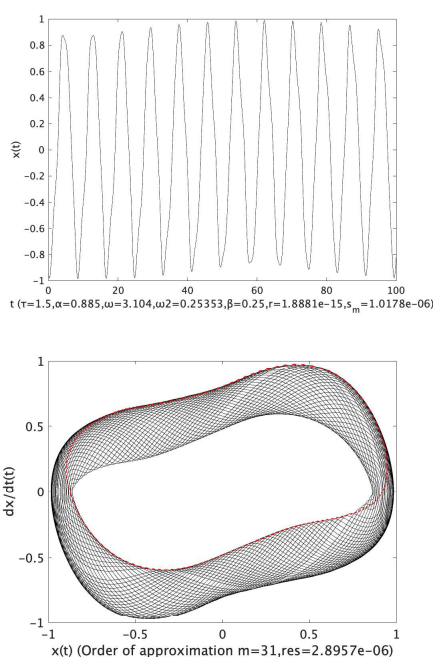 1
0.8
0.6
0.4
0.2
0
−0.2
−0.4
−0.6
−0.8
−1
x(t)
0 20 40 60 80 100
t (τ=1.5,α=0.885,ω=3.104,ω2=0.25353,β=0.25,r=1.8881e-15,s_m=1.0178e-06)
1
0.5
0
−0.5
−1
dx/dt(t)
−1 −0.5 0 0.5 1
x(t) (Order of approximation m=31,res=2.8957e-06)